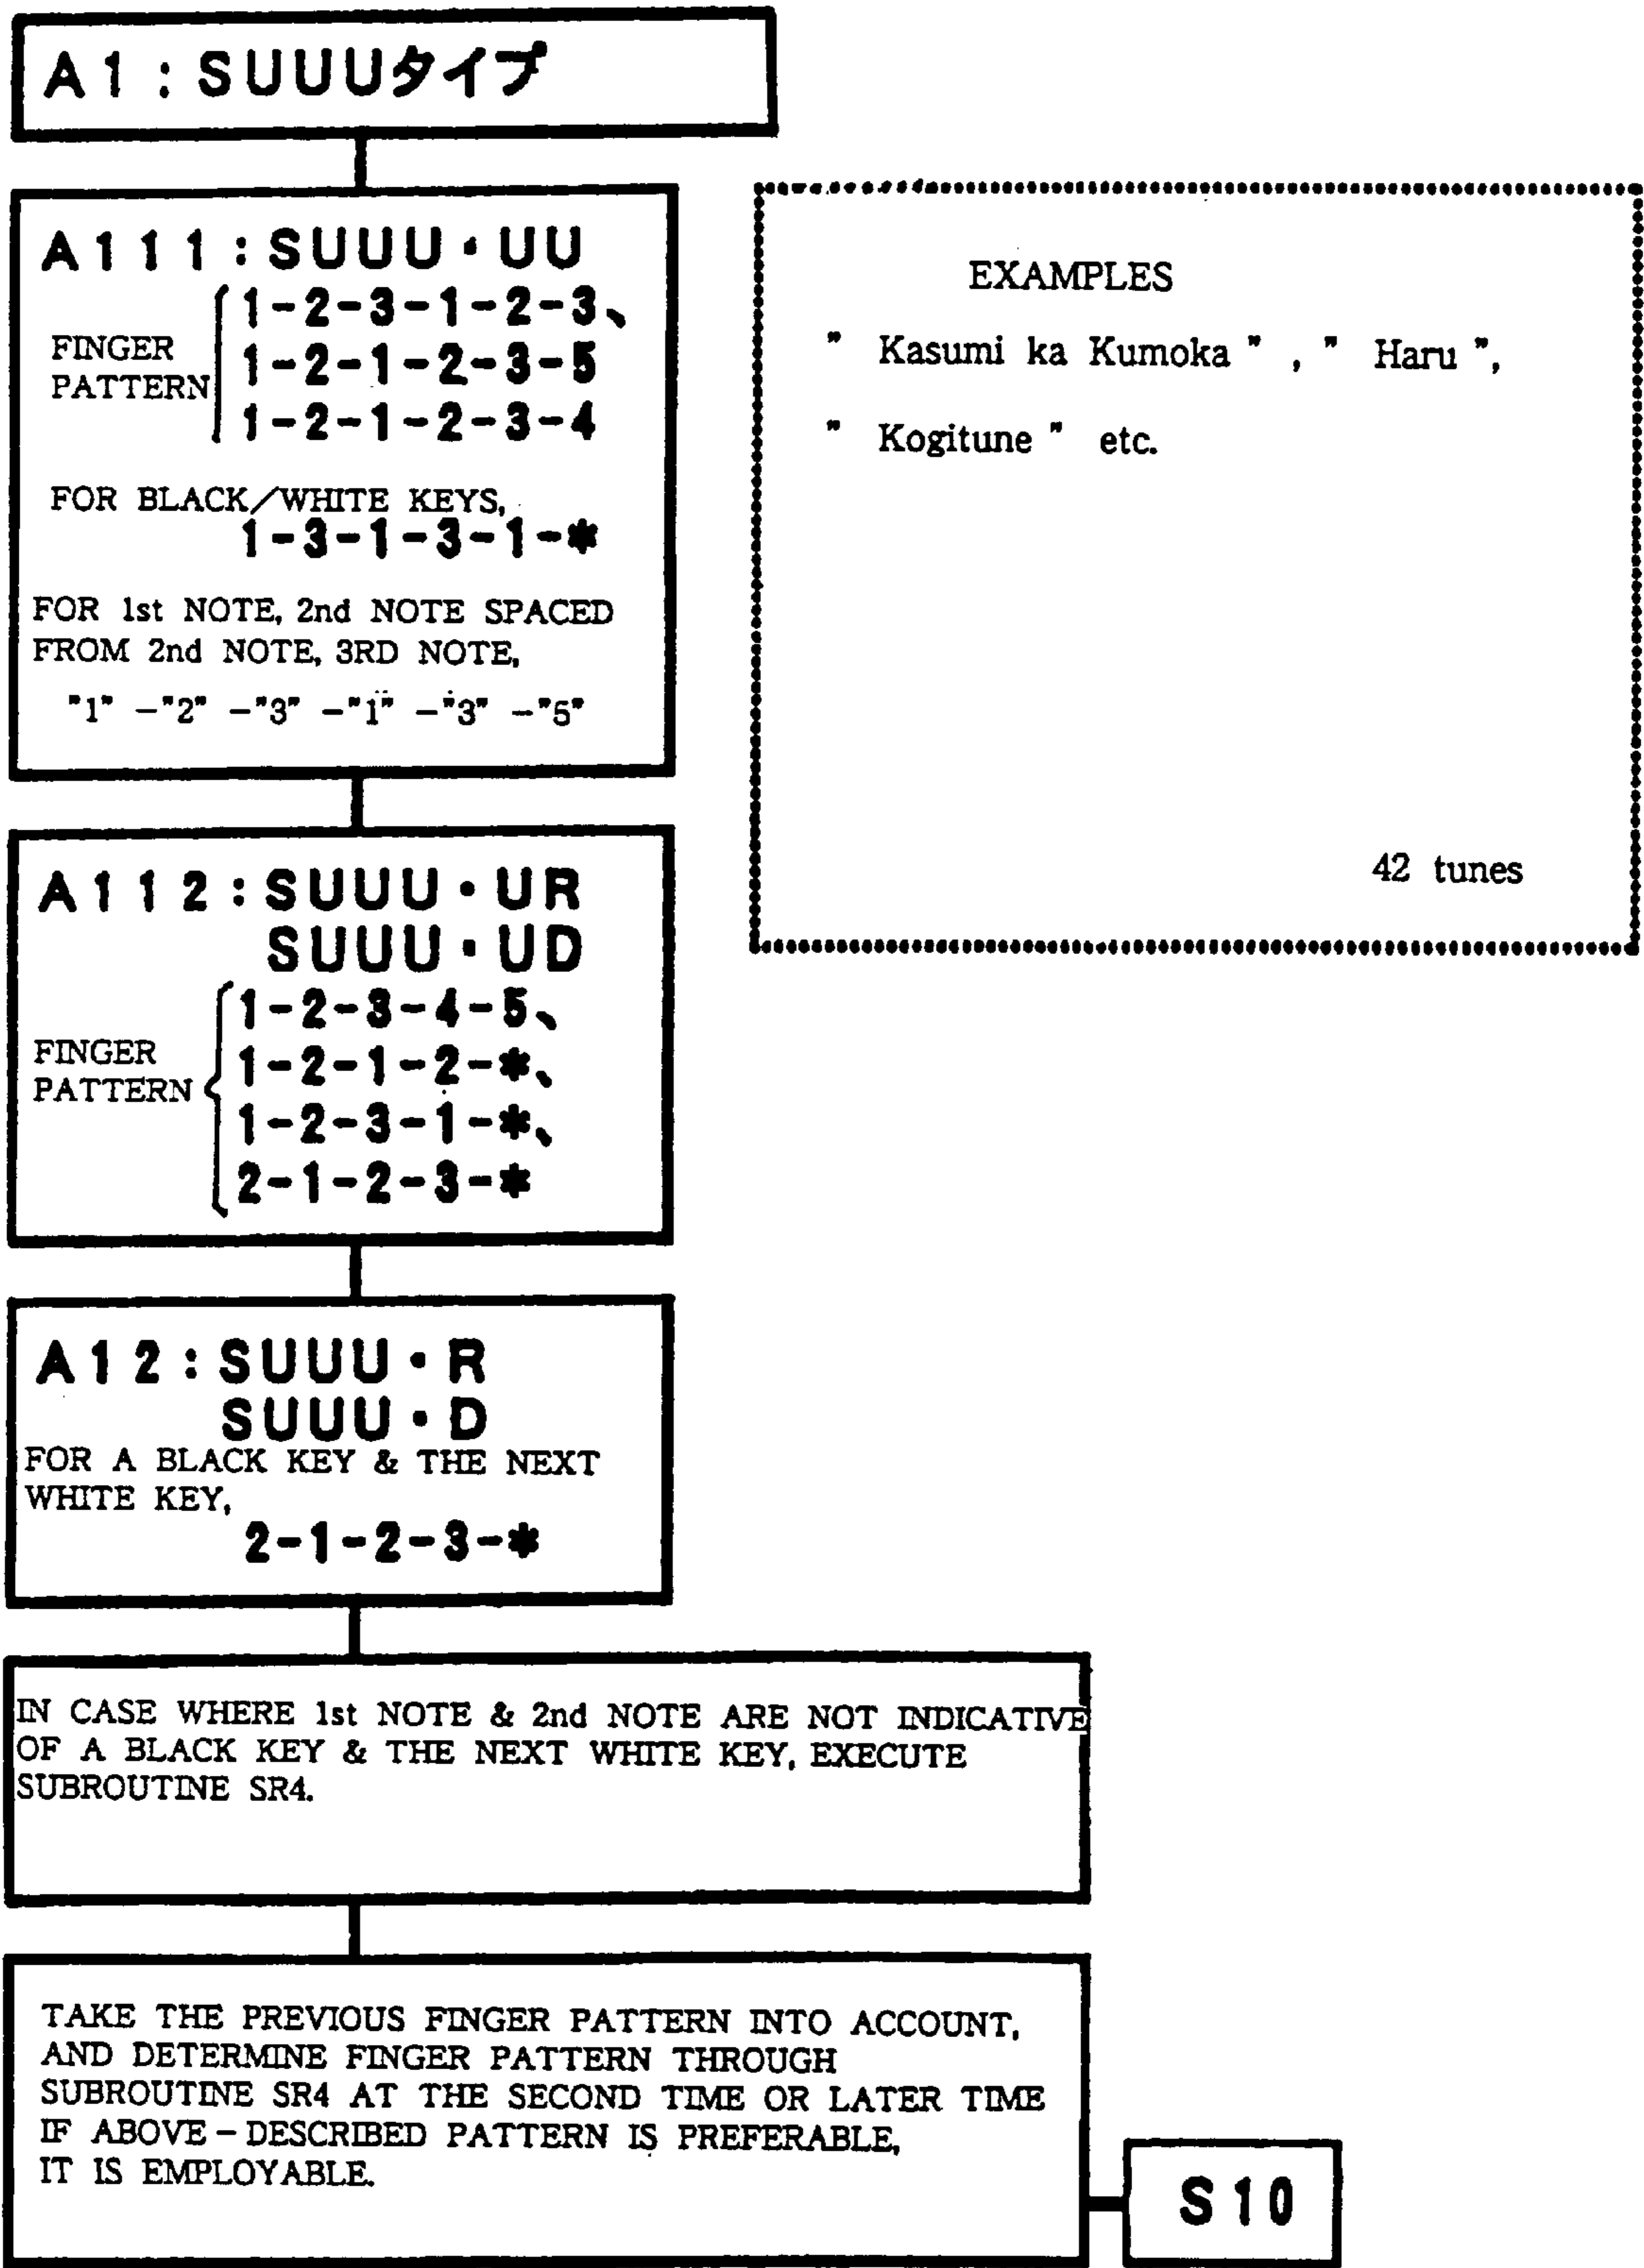 A1:SUUUタイプ
A111:SUUU・UU
FINGER
PATTERN
1-2-3-1-2-3、
1-2-1-2-3-5
1-2-1-2-3-4
FOR BLACK/WHITE KEYS,
1-3-1-3-1-*
FOR 1st NOTE, 2nd NOTE SPACED
FROM 2nd NOTE, 3RD NOTE,
"1" -"2" -"3" -"1" -"3" -"5"
EXAMPLES
" Kasumi ka Kumoka " , " Haru ",
" Kogitune " etc.
42 tunes
A112:SUUU・UR
SUUU・UD
FINGER
PATTERN
1-2-3-4-5、
1-2-1-2-*、
1-2-3-1-*、
2-1-2-3-*
A12:SUUU・R
SUUU・D
FOR A BLACK KEY & THE NEXT
WHITE KEY,
2-1-2-3-*
IN CASE WHERE 1st NOTE & 2nd NOTE ARE NOT INDICATIVE
OF A BLACK KEY & THE NEXT WHITE KEY, EXECUTE
SUBROUTINE SR4.
TAKE THE PREVIOUS FINGER PATTERN INTO ACCOUNT,
AND DETERMINE FINGER PATTERN THROUGH
SUBROUTINE SR4 AT THE SECOND TIME OR LATER TIME
IF ABOVE-DESCRIBED PATTERN IS PREFERABLE,
IT IS EMPLOYABLE.
S10